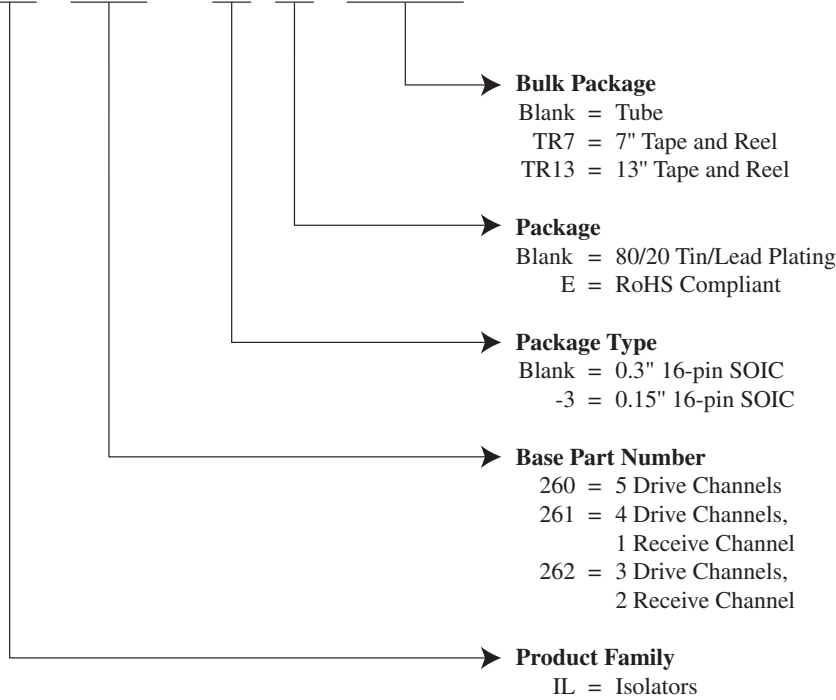 Bulk Package
Blank = Tube
TR7 = 7" Tape and Reel
TR13 = 13" Tape and Reel
Package
Blank = 80/20 Tin/Lead Plating
E = RoHS Compliant
Package Type
Blank = 0.3" 16-pin SOIC
-3 = 0.15" 16-pin SOIC
Base Part Number
260 = 5 Drive Channels
261 = 4 Drive Channels,
1 Receive Channel
262 = 3 Drive Channels,
2 Receive Channel
Product Family
IL = Isolators